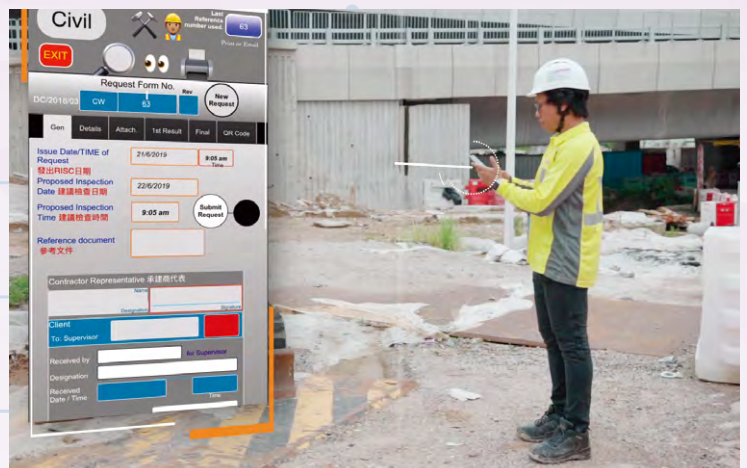 Civil
Last
Reference
number used.
63
Print or Email
EXIT
Request Form No.
Rev
New
Request
DC/2018/03
CW
63
Gen
Details
Attach.
1st Result
Final
QR Code
Issue Date/TIME of
Request
發出RISC日期
21/6/2019
9:05 am
Time
Proposed Inspection
Date 建議檢查日期
22/6/2019
Proposed Inspection
Time 建議檢查時間
9:05 am
Submit
Request
Reference document
參考文件
Contractor Representative 承建商代表
Name
Designation
Signature
Client
To: Supervisor
Received by
for Supervisor
Designation
Received
Date / Time
Time